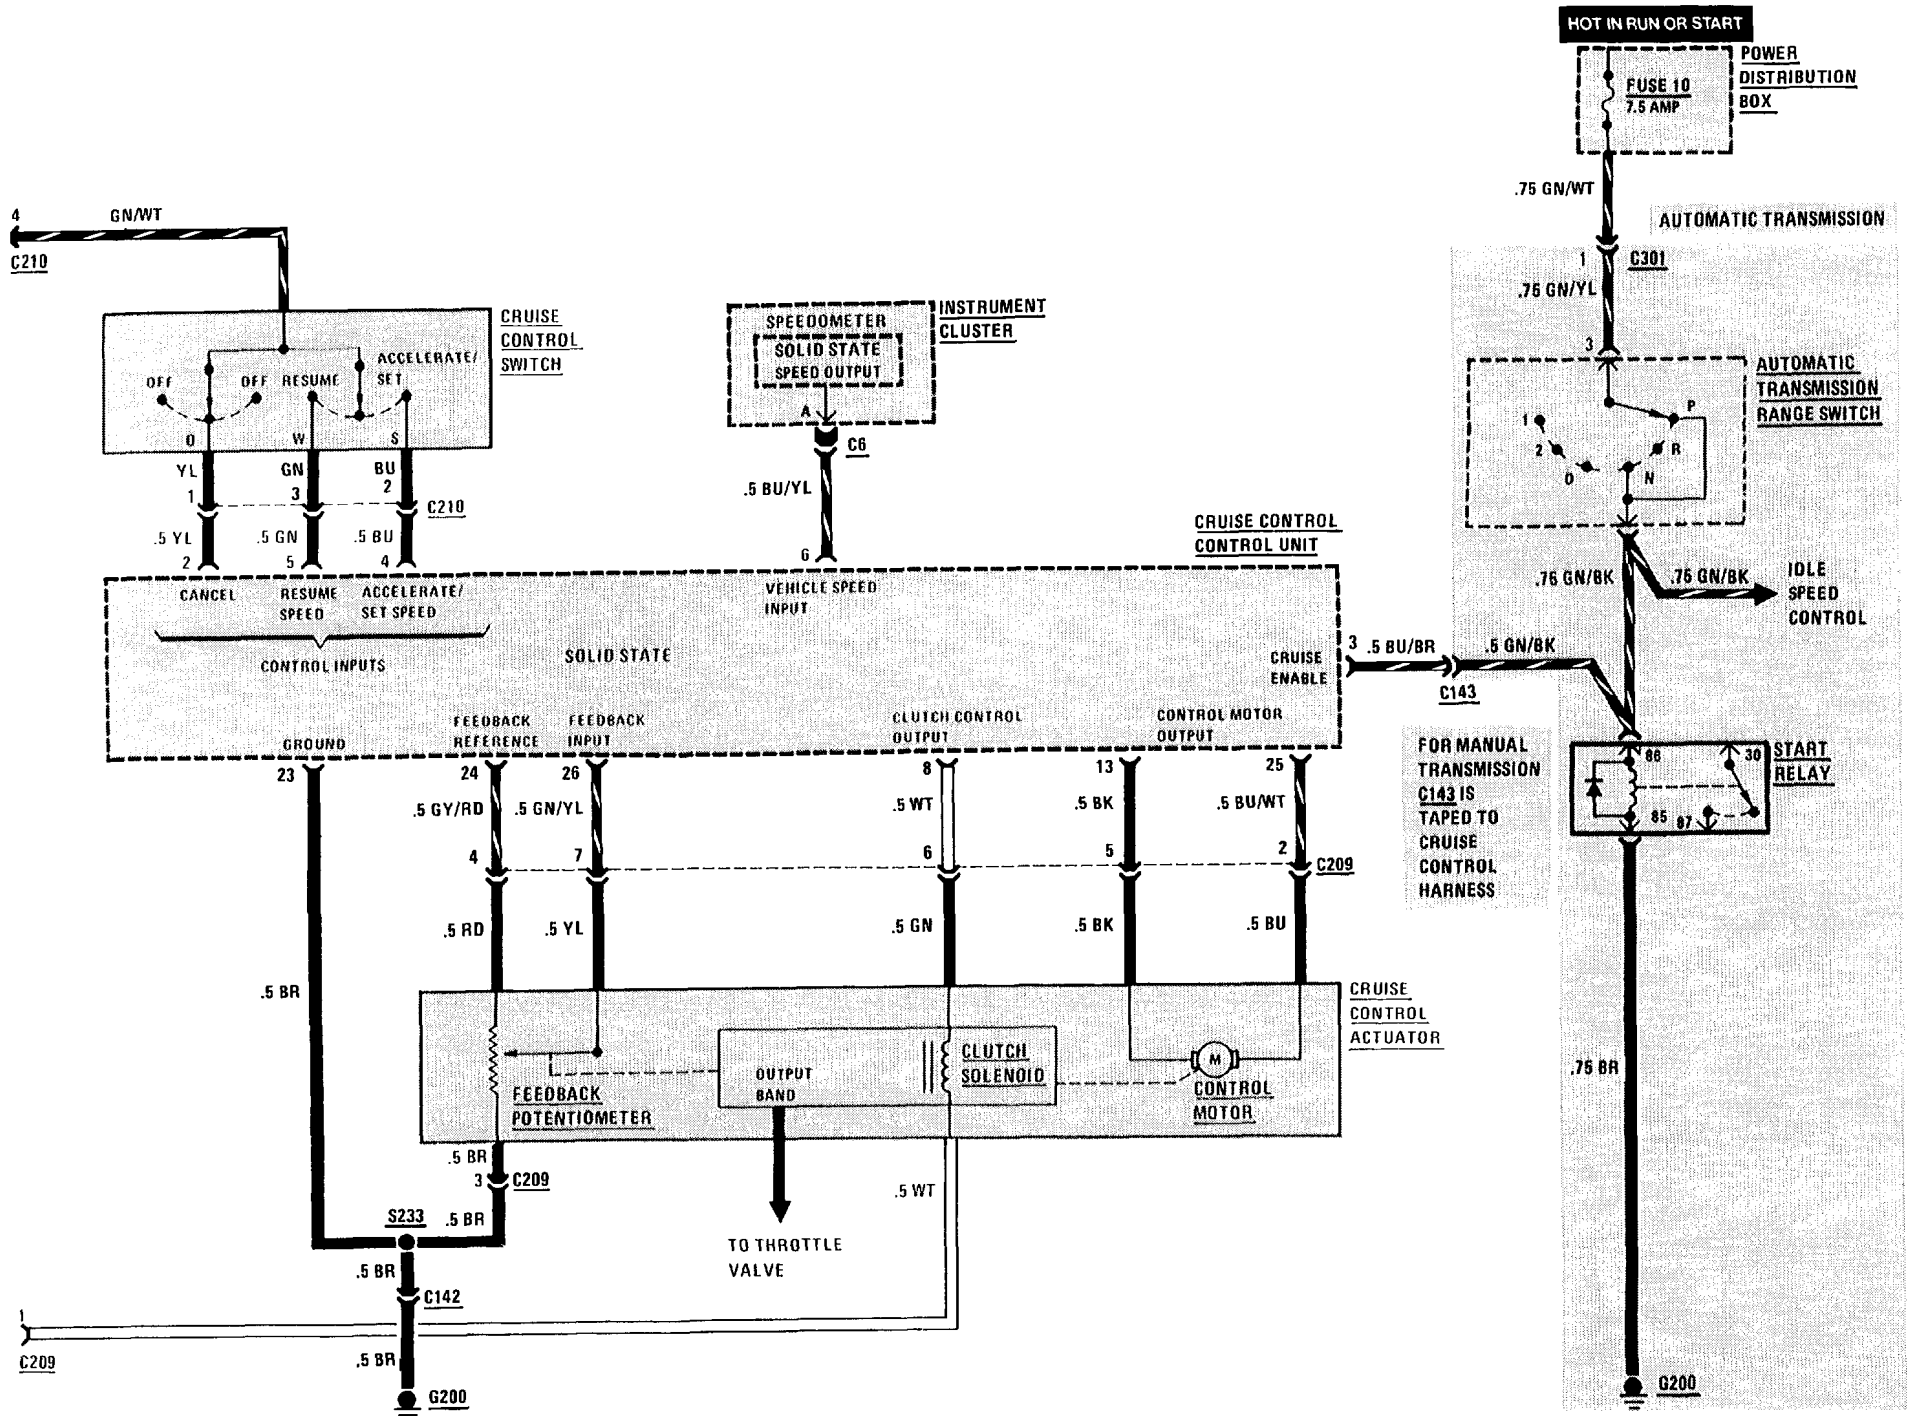 HOT IN RUN OR START
POWER
DISTRIBUTION
BOX
FUSE 10
7.5 AMP
.75 GN/WT
AUTOMATIC TRANSMISSION
1
C301
.75 GN/YL
3
AUTOMATIC
TRANSMISSION
RANGE SWITCH
P
R
N
D
2
1
.75 GN/BK
.75 GN/BK
IDLE
SPEED
CONTROL
4
GN/WT
C210
CRUISE
CONTROL
SWITCH
ACCELERATE/
SET
OFF
OFF
RESUME
O
W
S
YL
GN
BU
1
3
2
C210
.5 YL
.5 GN
.5 BU
2
5
4
INSTRUMENT
CLUSTER
SPEEDOMETER
SOLID STATE
SPEED OUTPUT
A
C6
.5 BU/YL
6
CRUISE CONTROL
CONTROL UNIT
CANCEL
RESUME
SPEED
ACCELERATE/
SET SPEED
CONTROL INPUTS
VEHICLE SPEED
INPUT
SOLID STATE
CRUISE
ENABLE
3
.5 BU/BR
.5 GN/BK
C143
GROUND
FEEDBACK
REFERENCE
FEEDBACK
INPUT
CLUTCH CONTROL
OUTPUT
CONTROL MOTOR
OUTPUT
23
24
26
8
13
25
.5 GY/RD
.5 GN/YL
.5 WT
.5 BK
.5 BU/WT
4
7
6
5
2
C209
.5 RD
.5 YL
.5 GN
.5 BK
.5 BU
.5 BR
FOR MANUAL
TRANSMISSION
C143 IS
TAPED TO
CRUISE
CONTROL
HARNESS
86
30
85
87
START
RELAY
CRUISE
CONTROL
ACTUATOR
FEEDBACK
POTENTIOMETER
OUTPUT
BAND
CLUTCH
SOLENOID
M
CONTROL
MOTOR
.75 BR
.5 BR
3
C209
.5 BR
S233
.5 WT
TO THROTTLE
VALVE
.5 BR
C142
1
C209
.5 BR
G200
G200